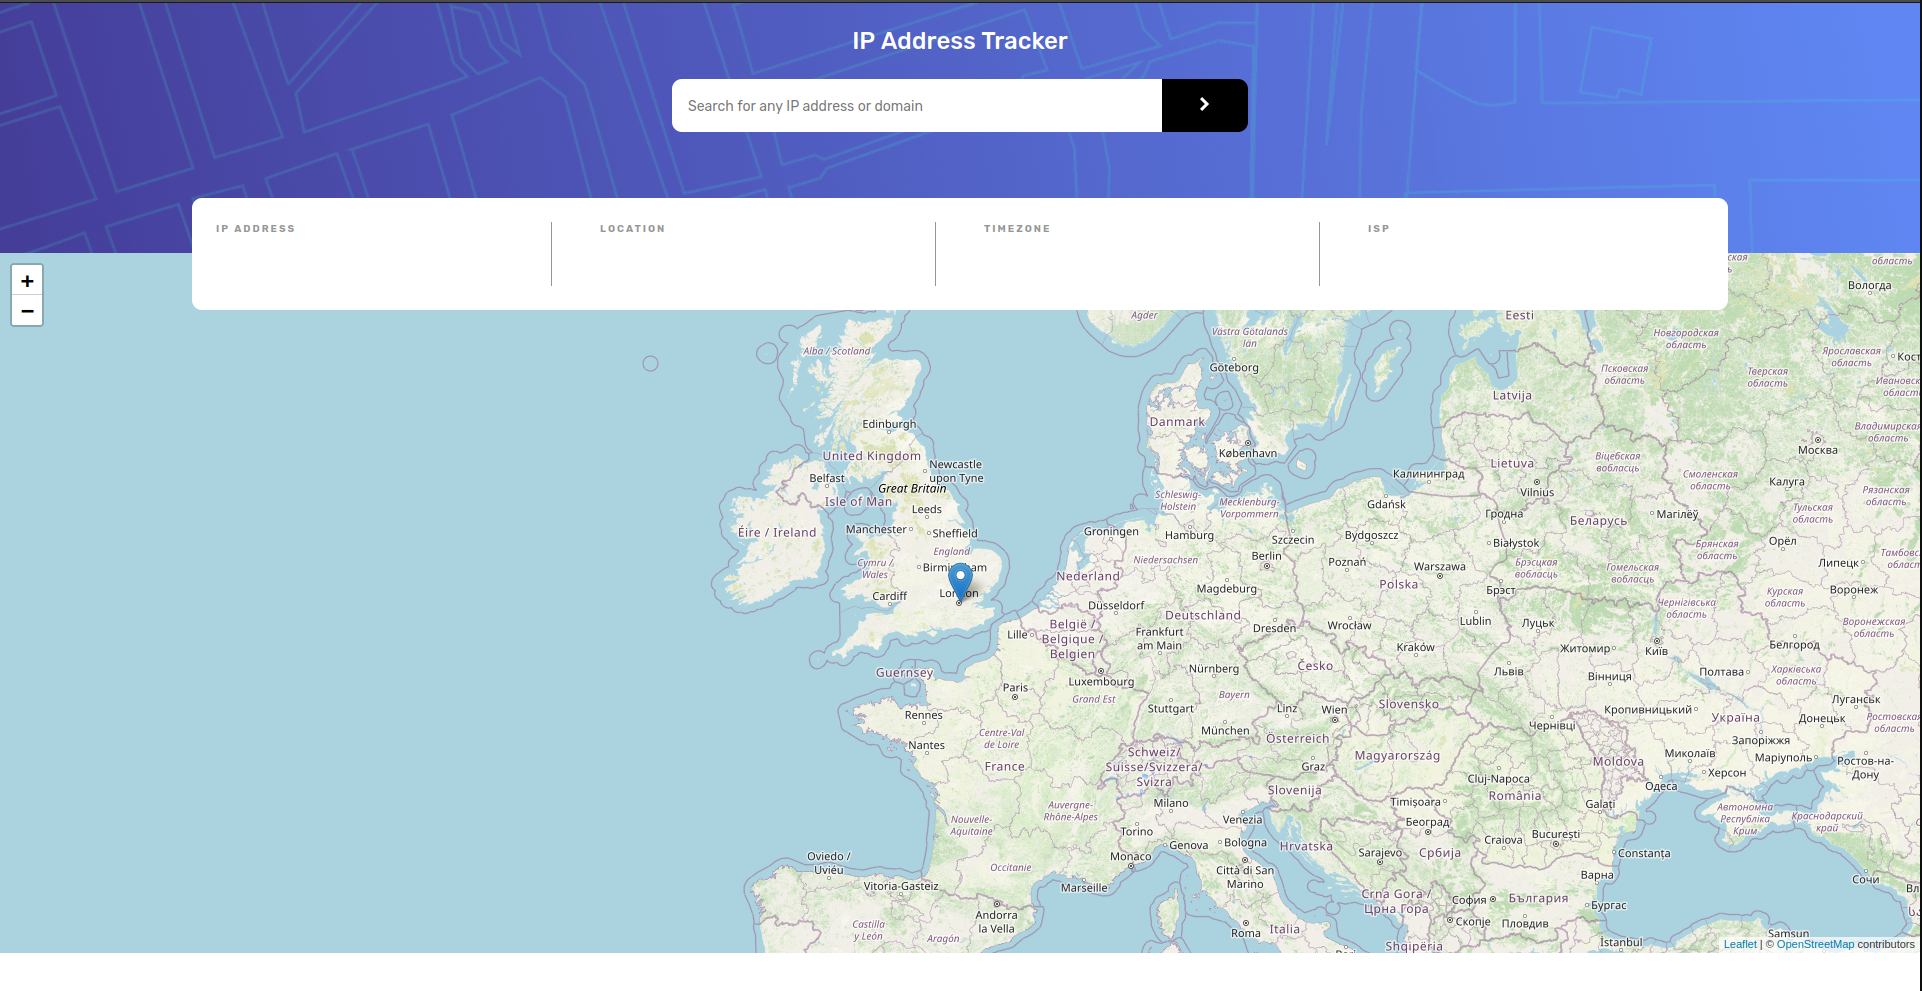 IP Address Tracker
Search for any IP address or domain
IP ADDRESS
LOCATION
TIMEZONE
ISP
+
−
область
Вологда
Agder
Västra Götalands
län
Eesti
Новгородская
область
Alba / Scotland
Ярославская
область
Göteborg
Псковская
область
Тверская
область
Latvija
Edinburgh
Danmark
Владимирская
область
København
Москва
United Kingdom
Newcastle
upon Tyne
Belfast
Great Britain
Isle of Man
Lietuva
Віцебская
вобласць
Калининград
Смоленская
область
Калуга
Рязанская
область
Schleswig-
Holstein
Mecklenburg-
Vorpommern
Vilnius
Gdańsk
Leeds
Гродна
Беларусь
Магілёў
Тульская
область
Éire / Ireland
Manchester
Sheffield
Groningen
Hamburg
Szczecin
Bydgoszcz
Białystok
Орёл
Брянская
область
England
Niedersachsen
Berlin
Poznań
Warszawa
Брэсцкая
вобласць
Гомельская
вобласць
Липецк
Cymru /
Wales
Nederland
Polska
Cardiff
Magdeburg
Брэст
Курская
область
Воронеж
Düsseldorf
Deutschland
Чернігівська
область
België /
Belgique /
Belgien
Lille
Frankfurt
am Main
Dresden
Wrocław
Lublin
Луцьк
Воронежская
область
Kraków
Житомир
Київ
Белгород
Guernsey
Luxembourg
Nürnberg
Česko
Львів
Вінниця
Полтава
Харківська
область
Paris
Grand Est
Bayern
Rennes
Stuttgart
Linz
Wien
Slovensko
Кропивницький
Україна
Луганськ
Донецьк
Ростовская
область
Nantes
Centre-Val
de Loire
München
Österreich
Чернівці
Запоріжжя
France
Schweiz/
Suisse/Svizzera/
Svizra
Graz
Magyarország
Moldova
Миколаїв
Маріуполь
Ростов-на-
Дону
Херсон
Cluj-Napoca
Одеса
Slovenija
România
Nouvelle-
Aquitaine
Auvergne-
Rhône-Alpes
Milano
Timișoara
Galați
Автономна
Республіка
Крим
Краснодарский
край
Torino
Venezia
Београд
Craiova
București
Genova
Bologna
Hrvatska
Sarajevo
Србија
Constanța
Oviedo /
Uviéu
Occitanie
Monaco
Città di San
Marino
Варна
Сочи
Vitoria-Gasteiz
Marseille
Crna Gora /
Црна Гора
София
България
Бургас
Andorra
la Vella
Скопје
Пловдив
Castilla
y León
Aragón
Roma
Italia
Shqipëria
İstanbul
Samsun
Leaflet | © OpenStreetMap contributors